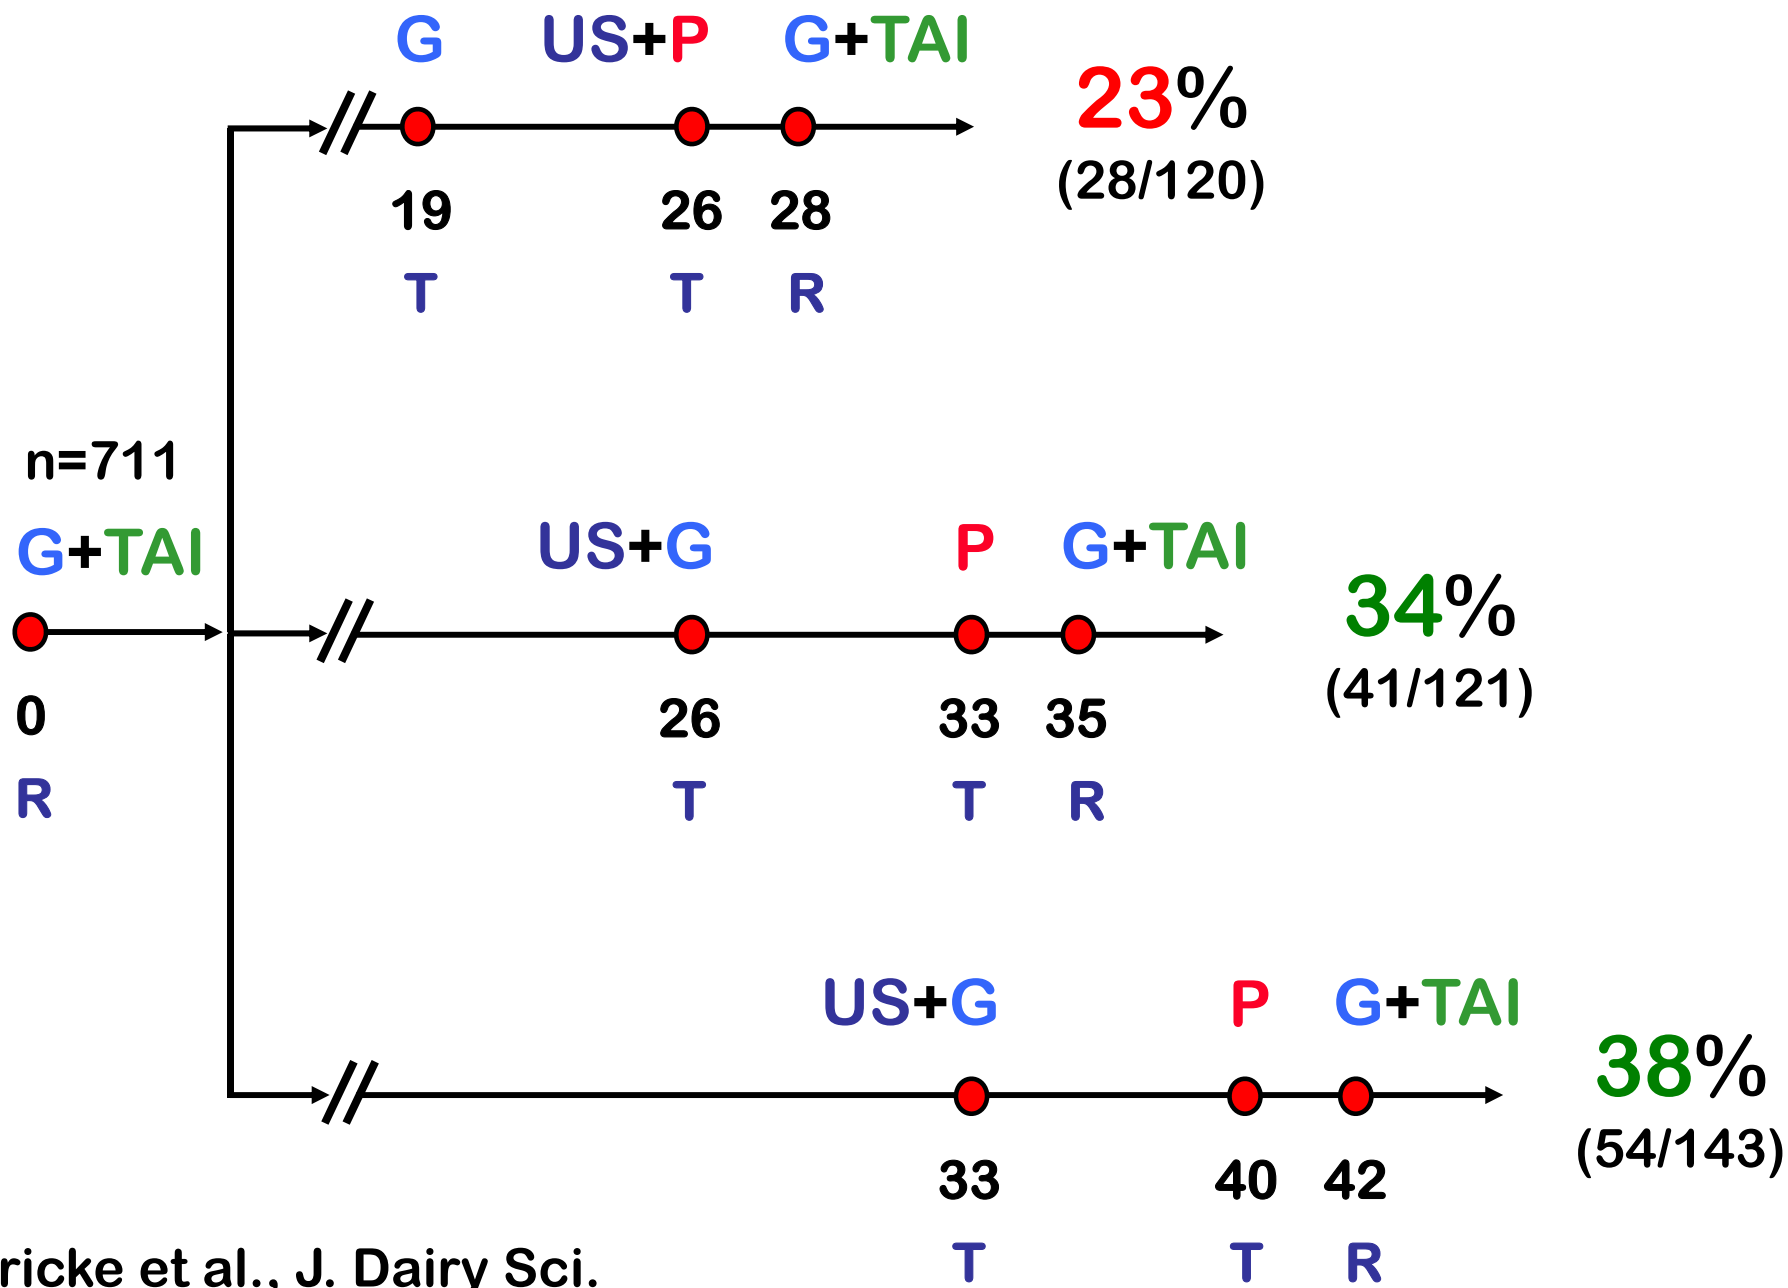 G US+P G+TAI
23%
(28/120)
19 26 28
T T R
n=711
G+TAI
US+G P G+TAI
34%
(41/121)
0
26 33 35
R
T T R
US+G P G+TAI
38%
(54/143)
33 40 42
T T R
ricke et al., J. Dairy Sci.